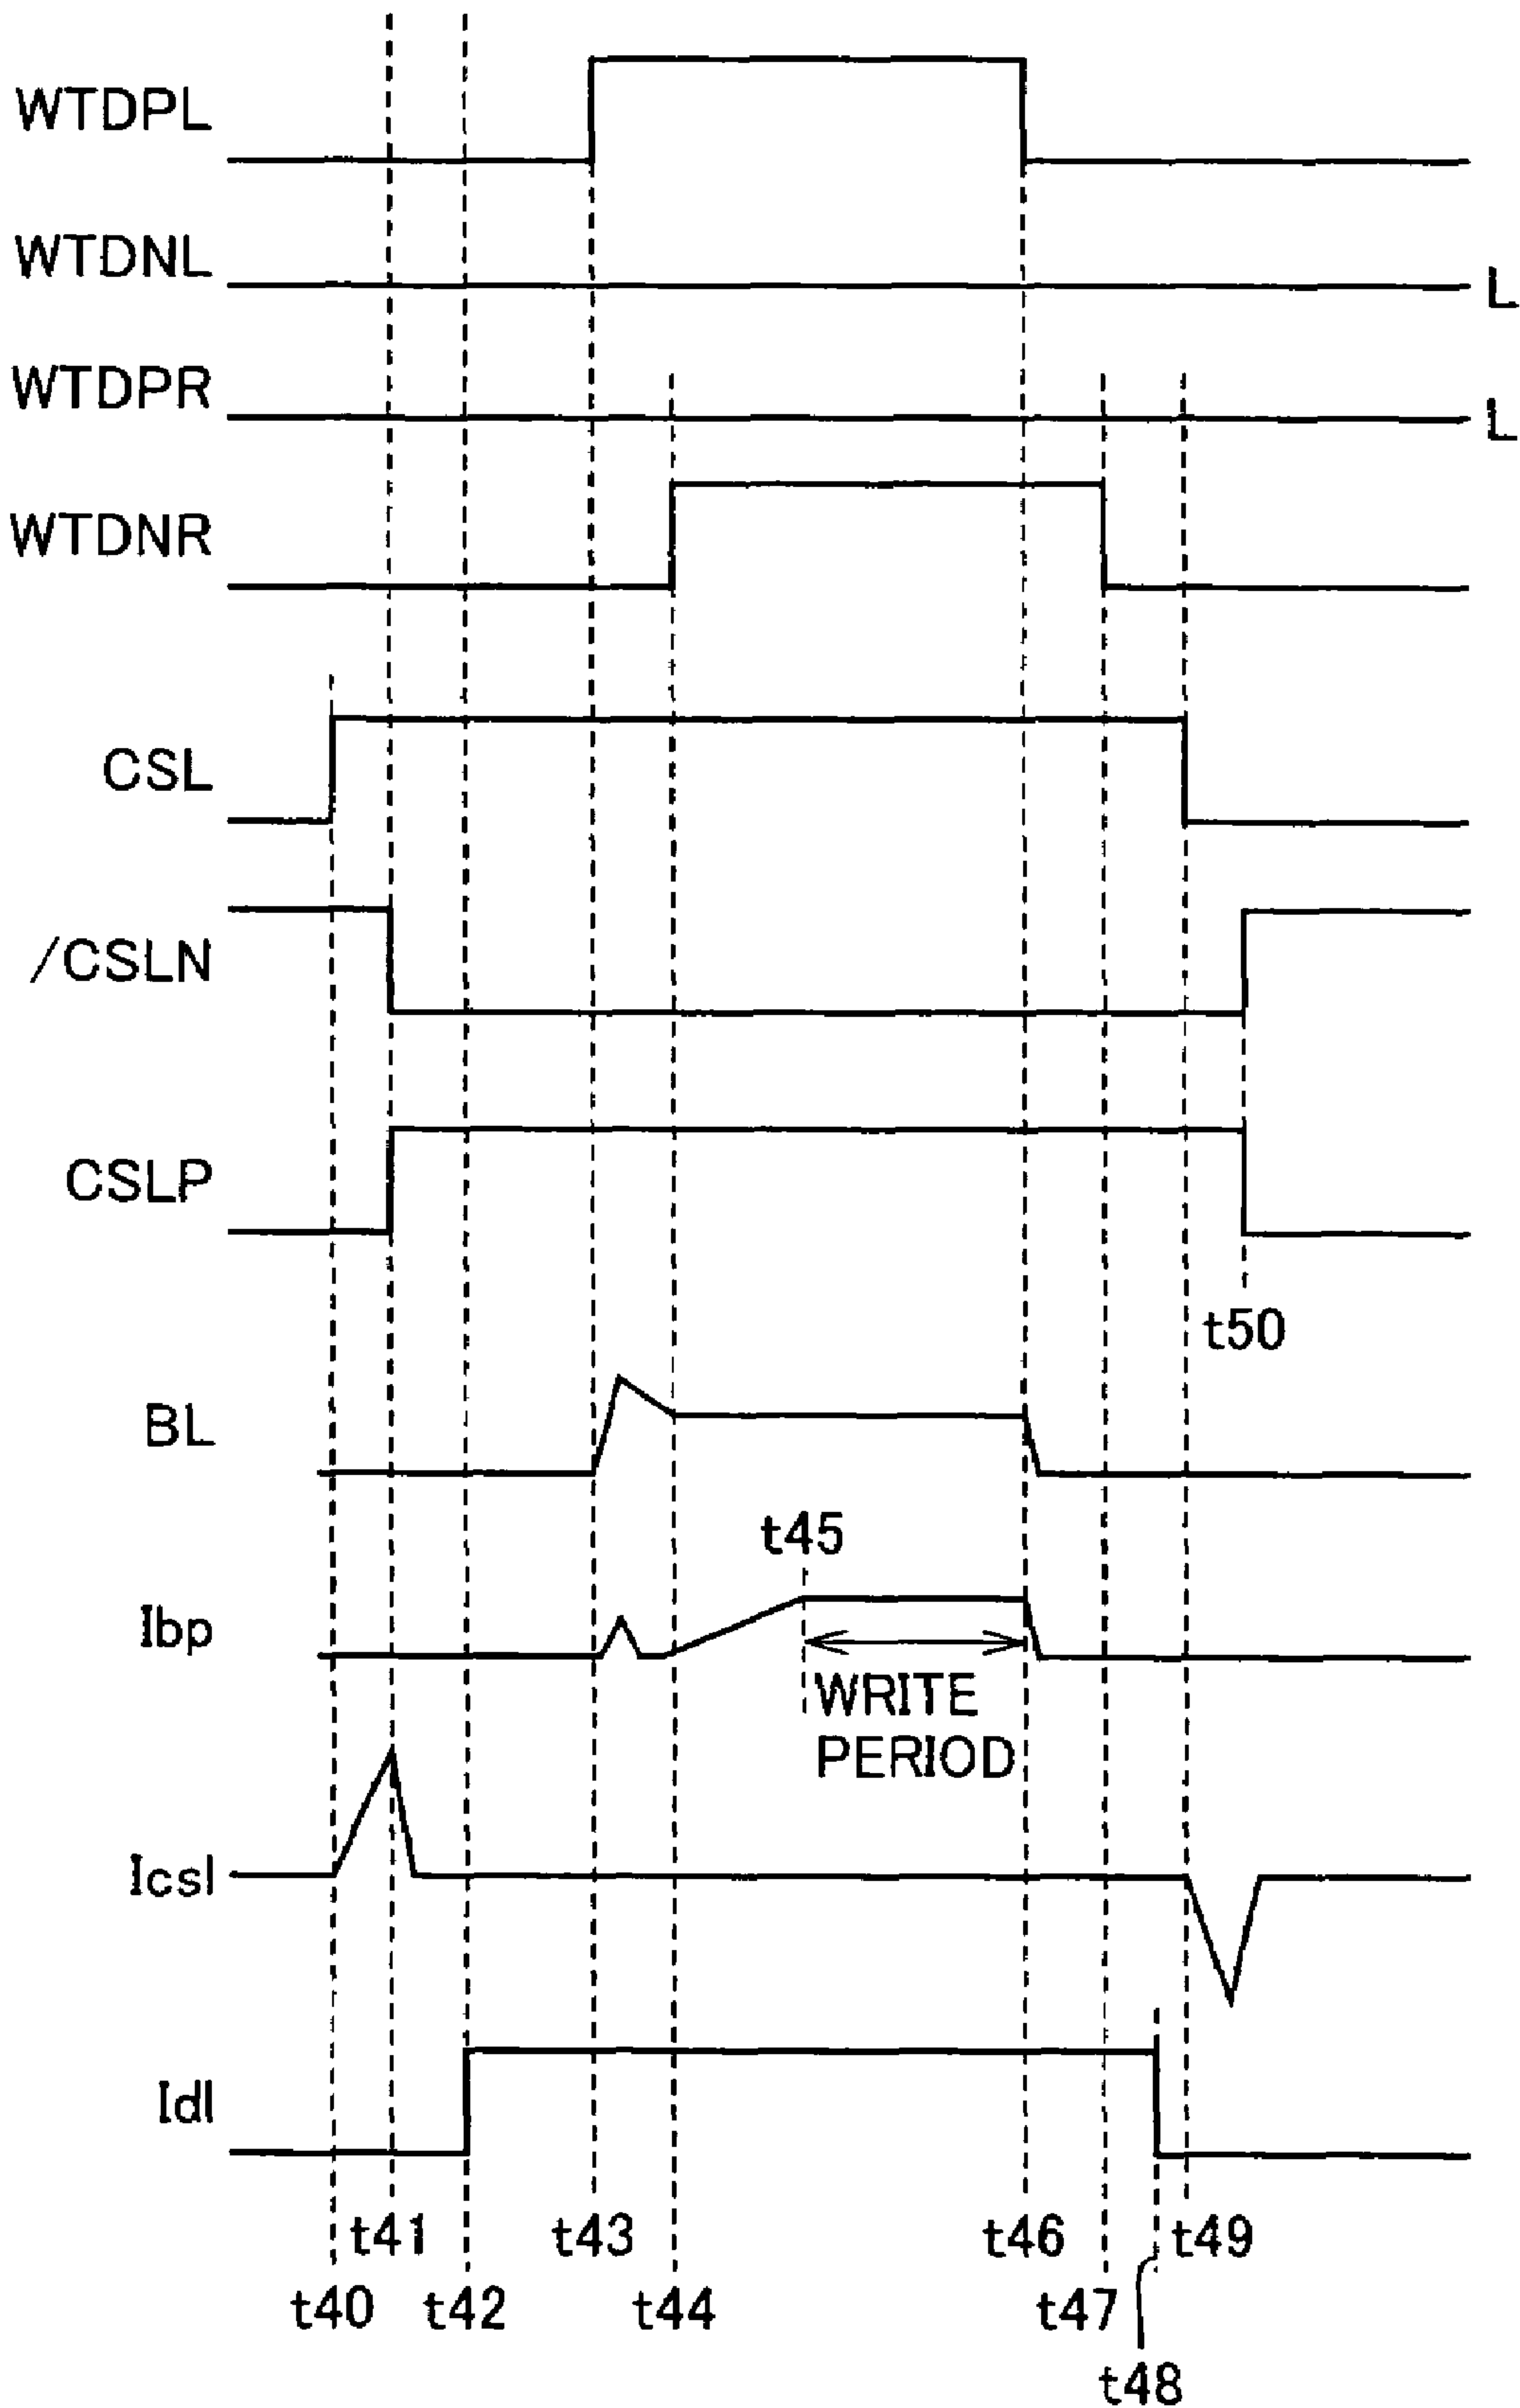 WTDPL
WTDNL
L
WTDPR
L
WTDNR
CSL
/CSLN
CSLP
t50
BL
t45
Ibp
WRITE
PERIOD
Icsl
Idl
t41 t43 t46 t49
t40 t42 t44 t47
t48